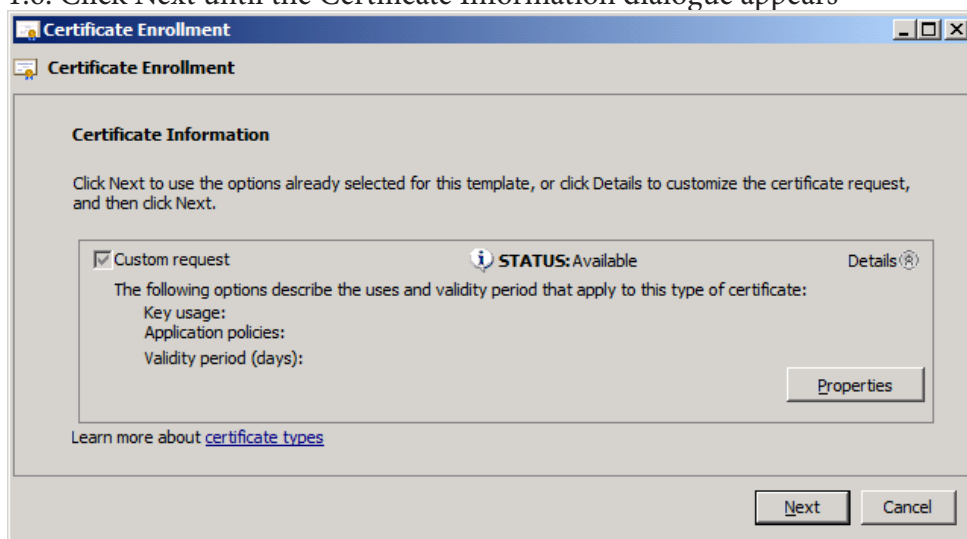 1.6. Click Next until the Certificate Information dialogue appears
Certificate Enrollment
Certificate Enrollment
Certificate Information
Click Next to use the options already selected for this template, or click Details to customize the certificate request,
and then click Next.
Custom request STATUS: Available Details
The following options describe the uses and validity period that apply to this type of certificate:
Key usage:
Application policies:
Validity period (days):
Properties
Learn more about certificate types
Next Cancel